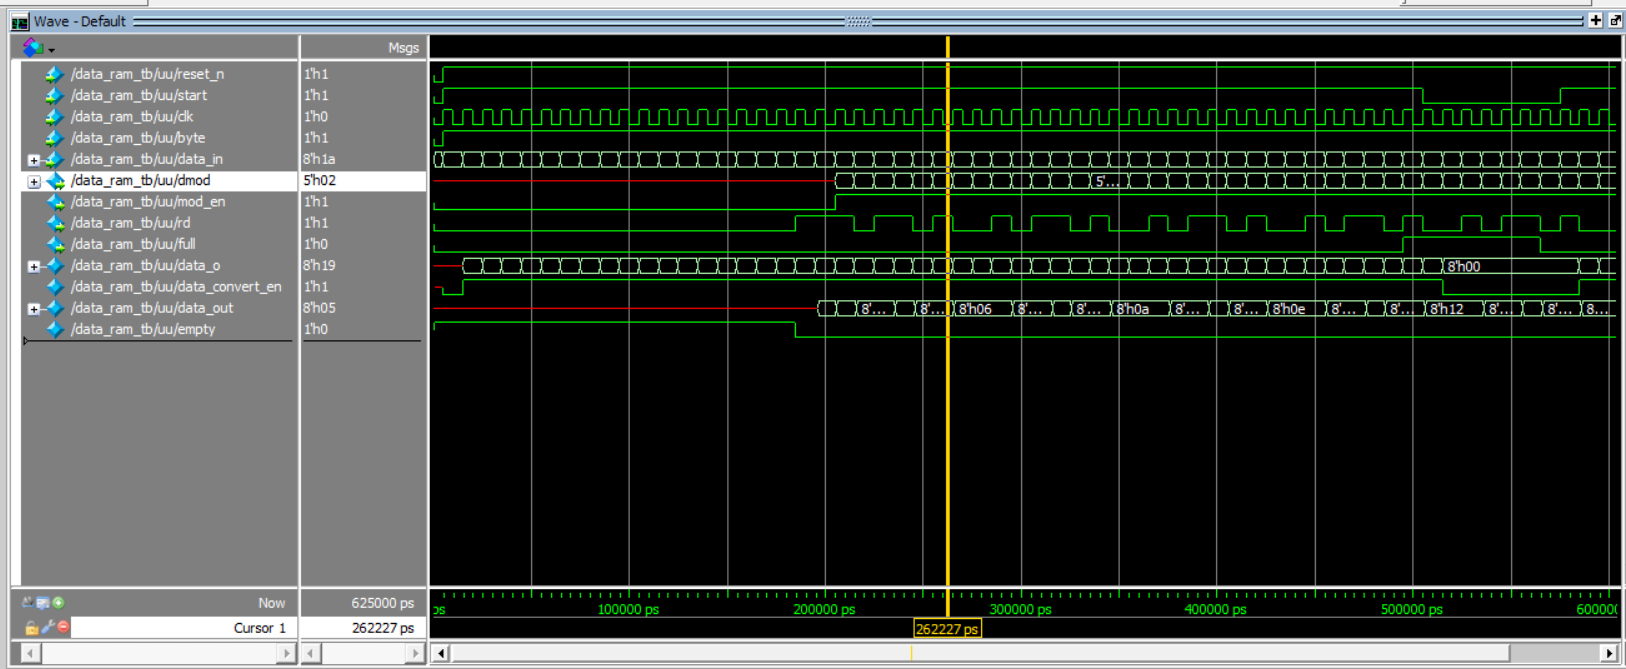 Wave - Default
Msgs
/data_ram_tb/uu/reset_n 1'h1
/data_ram_tb/uu/start 1'h1
/data_ram_tb/uu/clk 1'h0
/data_ram_tb/uu/byte 1'h1
/data_ram_tb/uu/data_in 8'h1a
/data_ram_tb/uu/dmod 5'h02 5'...
/data_ram_tb/uu/mod_en 1'h1
/data_ram_tb/uu/rd 1'h1
/data_ram_tb/uu/full 1'h0
/data_ram_tb/uu/data_o 8'h19 8'h00
/data_ram_tb/uu/data_convert_en 1'h1
/data_ram_tb/uu/data_out 8'h05 8'... 8'... 8'h06 8'... 8'... 8'h0a 8'... 8'... 8'h0e 8'... 8'... 8'h12 8'... 8'... 8...
/data_ram_tb/uu/empty 1'h0
Now 625000 ps ps 100000 ps 200000 ps 300000 ps 400000 ps 500000 ps 600000
Cursor 1 262227 ps 262227 ps